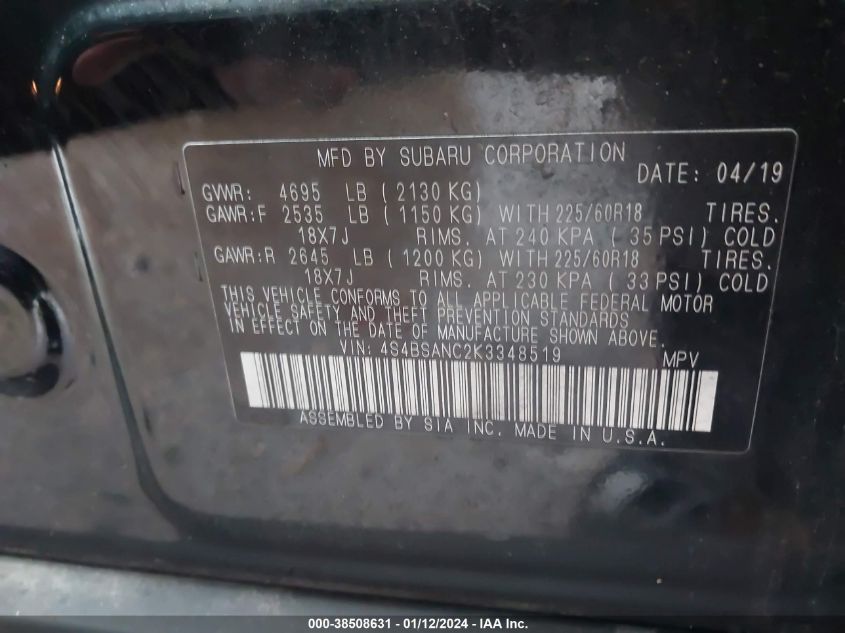 MFD BY SUBARU CORPORATION
DATE: 04/19
GVWR: 4695 LB ( 2130 KG)
GAWR:F 2535 LB ( 1150 KG) WITH 225/60R18 TIRES.
18X7J RIMS. AT 240 KPA ( 35 PSI) COLD
GAWR:R 2645 LB ( 1200 KG) WITH 225/60R18 TIRES.
18X7J RIMS. AT 230 KPA ( 33 PSI) COLD
THIS VEHICLE CONFORMS TO ALL APPLICABLE FEDERAL MOTOR
VEHICLE SAFETY AND THEFT PREVENTION STANDARDS
IN EFFECT ON THE DATE OF MANUFACTURE SHOWN ABOVE.
VIN: 4S4BSANC2K3348519 MPV
ASSEMBLED BY SIA INC. MADE IN U.S.A.
000-38508631 - 01/12/2024 - IAA Inc.